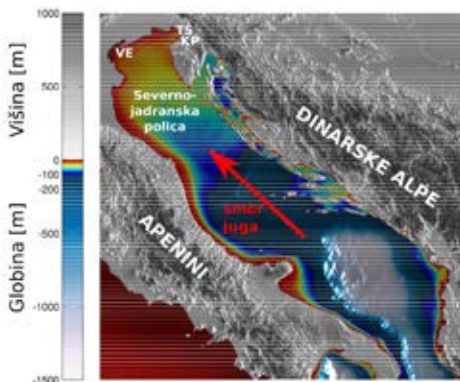 Višina [m]
Globina [m]
1000
500
0
-100
-200
-500
-1000
-1500
VE
TS
KP
Severno-
jadranska
polica
DINARSKE ALPE
smer
juga
APENINI